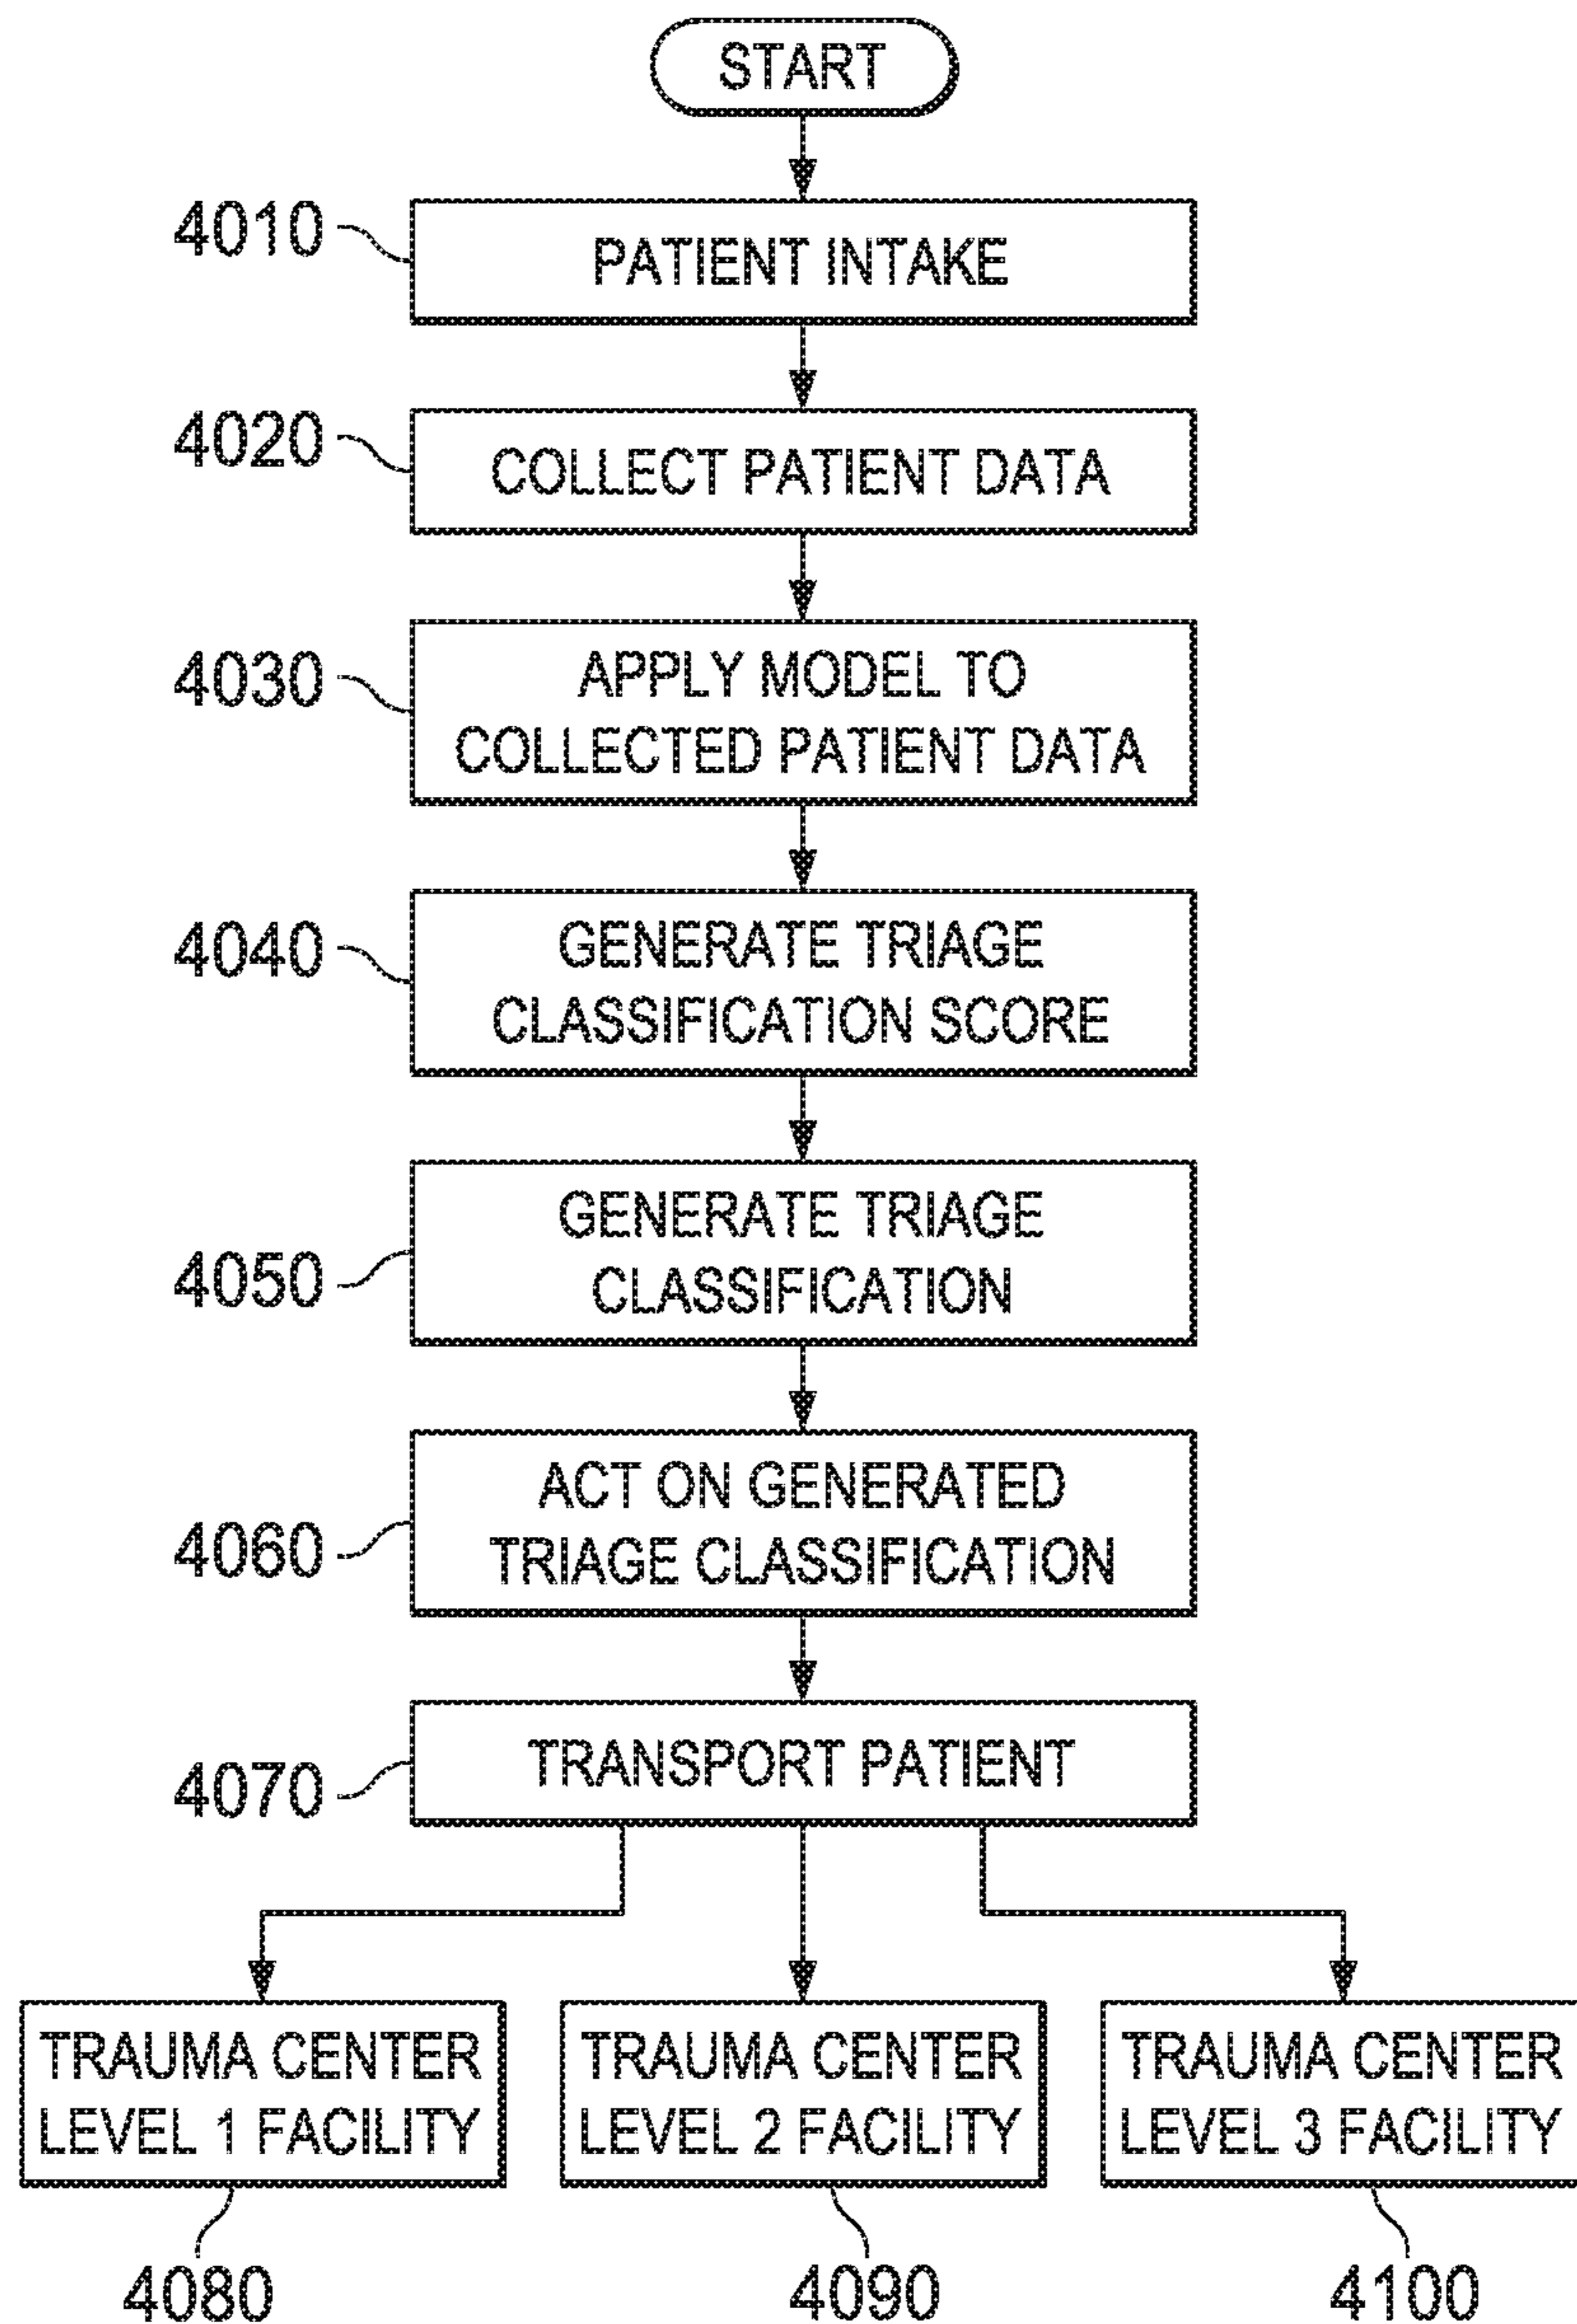 START
4010
PATIENT INTAKE
4020
COLLECT PATIENT DATA
4030
APPLY MODEL TO
COLLECTED PATIENT DATA
4040
GENERATE TRIAGE
CLASSIFICATION SCORE
4050
GENERATE TRIAGE
CLASSIFICATION
4060
ACT ON GENERATED
TRIAGE CLASSIFICATION
4070
TRANSPORT PATIENT
TRAUMA CENTER
LEVEL 1 FACILITY
4080
TRAUMA CENTER
LEVEL 2 FACILITY
4090
TRAUMA CENTER
LEVEL 3 FACILITY
4100